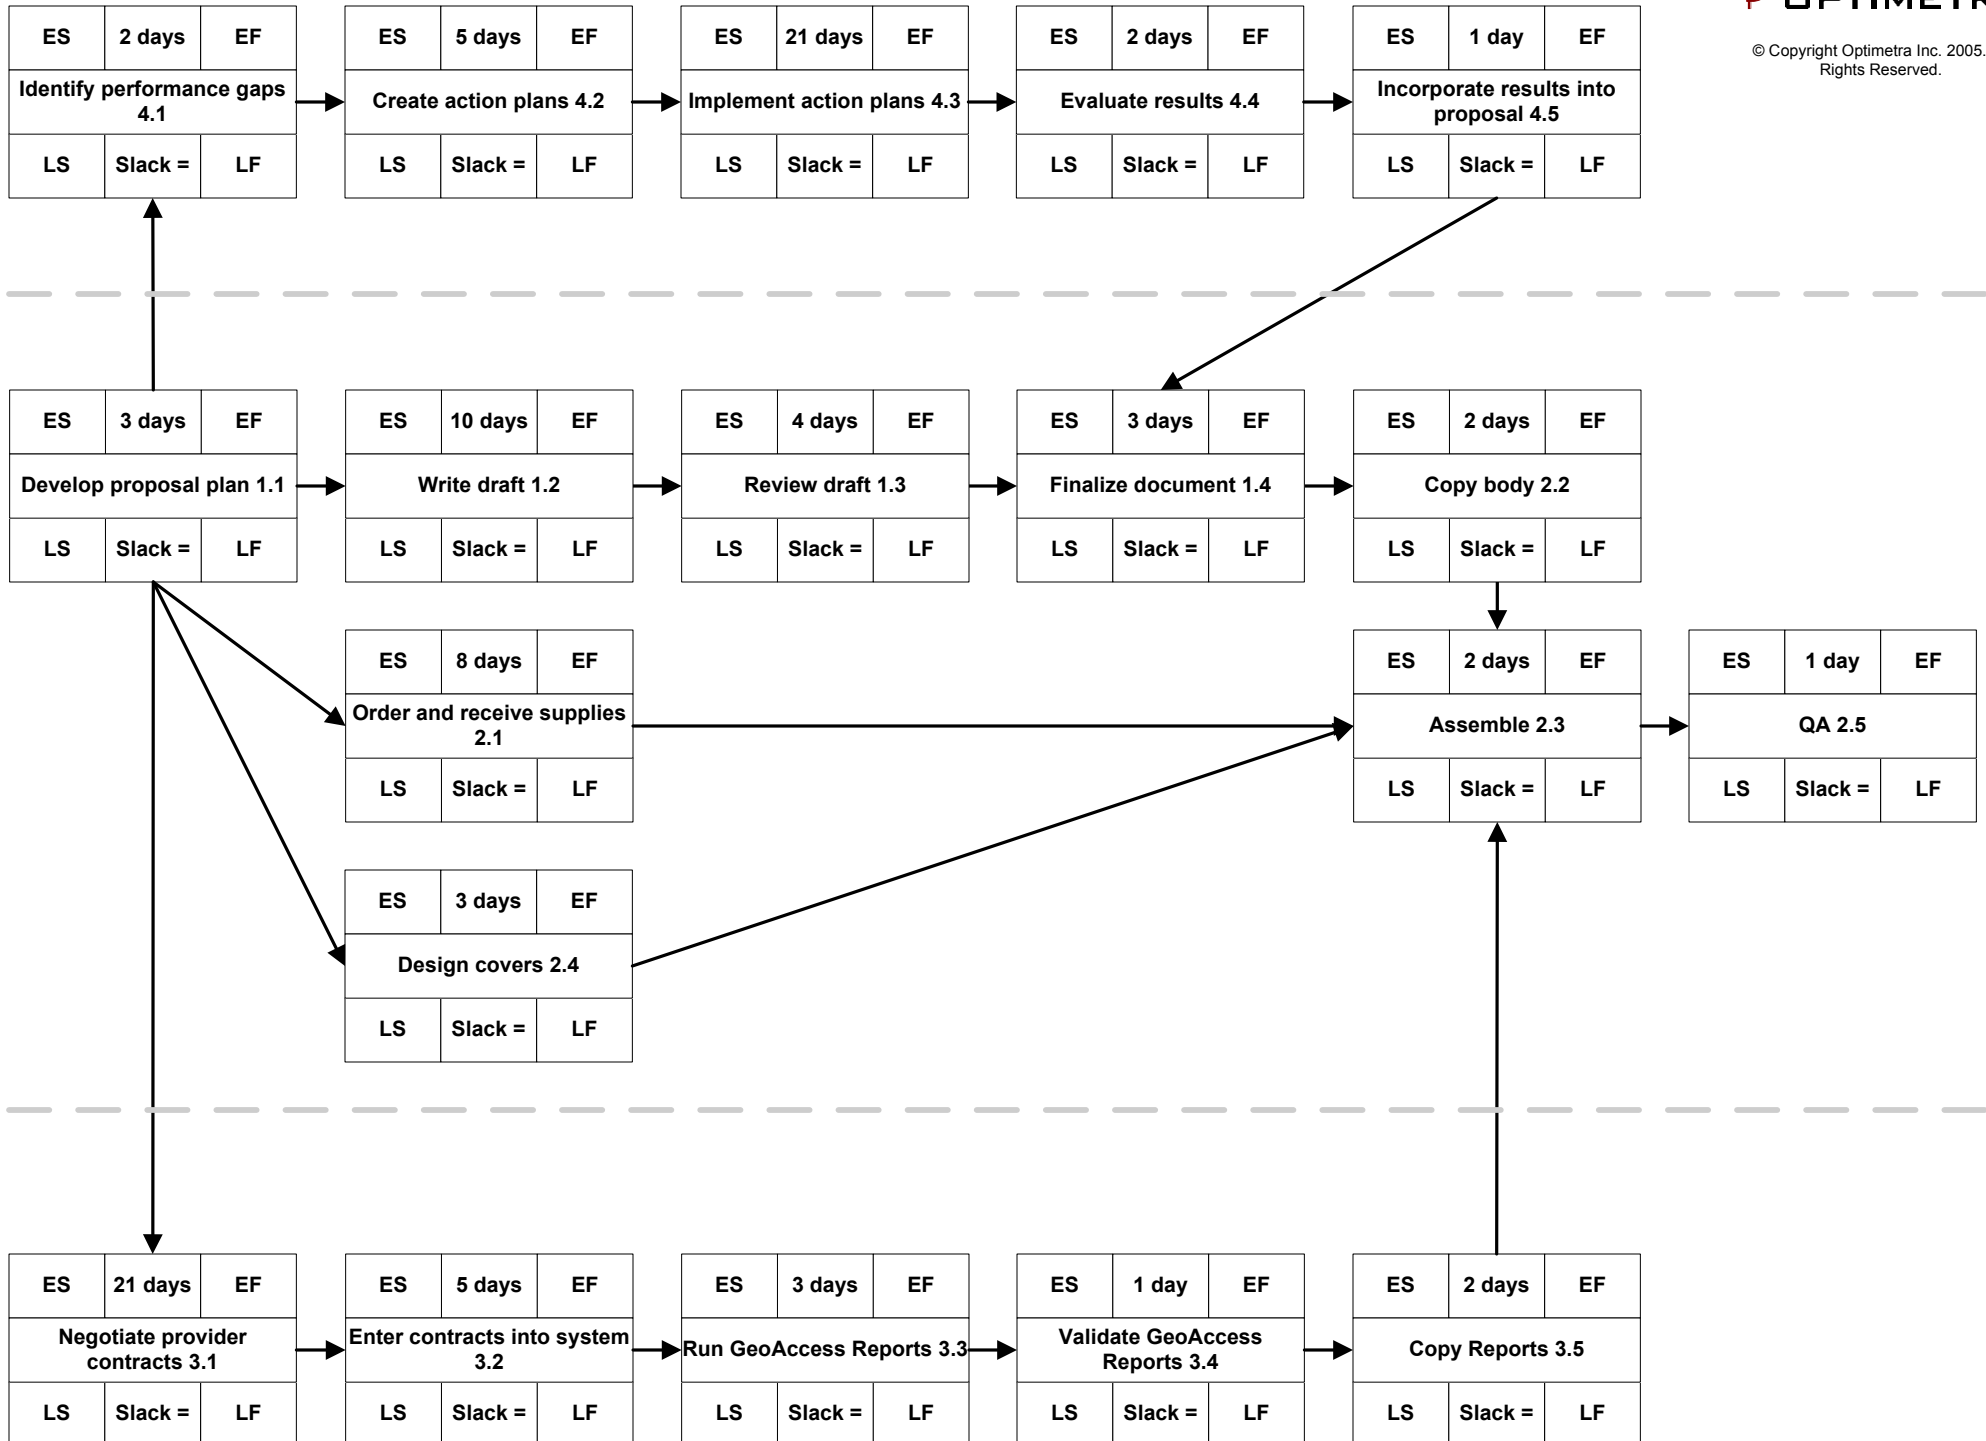 OPTIMETR
© Copyright Optimetra Inc. 2005.
Rights Reserved.
ES 2 days EF
Identify performance gaps
4.1
LS Slack = LF
ES 5 days EF
Create action plans 4.2
LS Slack = LF
ES 21 days EF
Implement action plans 4.3
LS Slack = LF
ES 2 days EF
Evaluate results 4.4
LS Slack = LF
ES 1 day EF
Incorporate results into
proposal 4.5
LS Slack = LF
ES 3 days EF
Develop proposal plan 1.1
LS Slack = LF
ES 10 days EF
Write draft 1.2
LS Slack = LF
ES 4 days EF
Review draft 1.3
LS Slack = LF
ES 3 days EF
Finalize document 1.4
LS Slack = LF
ES 2 days EF
Copy body 2.2
LS Slack = LF
ES 8 days EF
Order and receive supplies
2.1
LS Slack = LF
ES 2 days EF
Assemble 2.3
LS Slack = LF
ES 1 day EF
QA 2.5
LS Slack = LF
ES 3 days EF
Design covers 2.4
LS Slack = LF
ES 21 days EF
Negotiate provider
contracts 3.1
LS Slack = LF
ES 5 days EF
Enter contracts into system
3.2
LS Slack = LF
ES 3 days EF
Run GeoAccess Reports 3.3
LS Slack = LF
ES 1 day EF
Validate GeoAccess
Reports 3.4
LS Slack = LF
ES 2 days EF
Copy Reports 3.5
LS Slack = LF